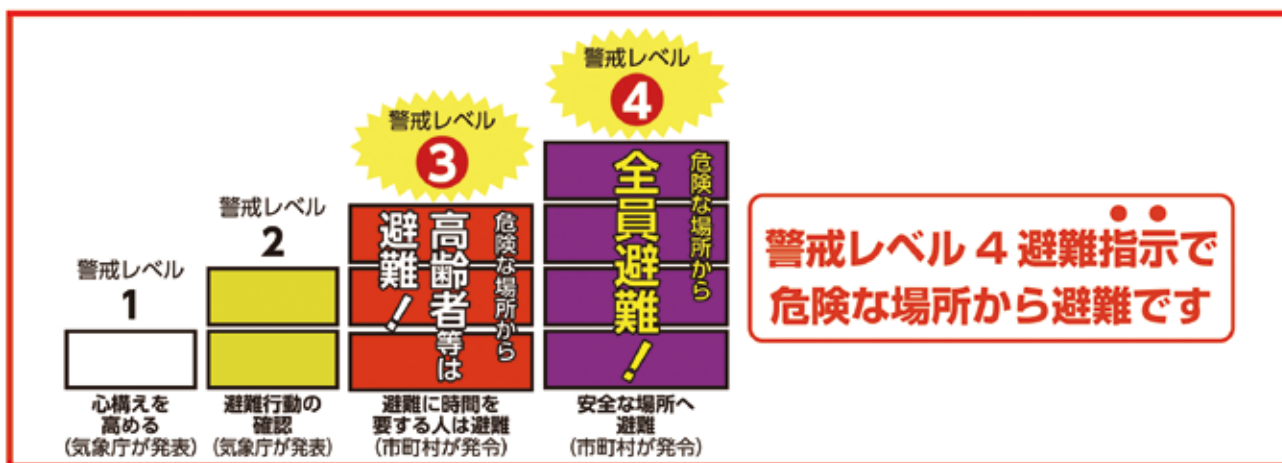 警戒レベル
1
心構えを
高める
(気象庁が発表)
警戒レベル
2
避難行動の
確認
(気象庁が発表)
警戒レベル
3
危険な場所から
高齢者等は
避難！
避難に時間を
要する人は避難
(市町村が発令)
警戒レベル
4
危険な場所から
全員避難！
安全な場所へ
避難
(市町村が発令)
警戒レベル4避難指示で
危険な場所から避難です